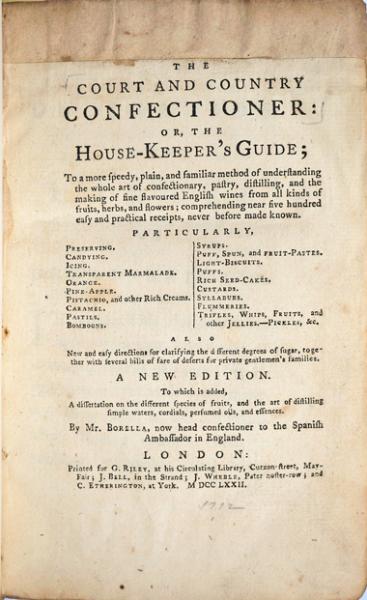 THE
COURT AND COUNTRY
CONFECTIONER:
OR, THE
HOUSE-KEEPER'S GUIDE;
To a more ſpeedy, plain, and familiar method of underſtanding
the whole art of confectionary, paſtry, diſtilling, and the
making of fine flavoured Engliſh wines from all kinds of
fruits, herbs, and flowers; comprehending near five hundred
eaſy and practical receipts, never before made known.
PARTICULARLY,
PRESERVING.
CANDYING.
ICING.
TRANSPARENT MARMALADE.
ORANGE.
PINE-APPLE.
PISTACHIO, and other Rich Creams.
CARAMEL.
PASTILS.
BOMBOONS.
SYRUPS.
PUFF, SPUN, and FRUIT-PASTES.
LIGHT-BISCUITS.
PUFFS.
RICH SEED-CAKES.
CUSTARDS.
SYLLABUBS.
FLUMMERIES.
TRIFLES, WHIPS, FRUITS, and
other JELLIES.—PICKLES, &c.
ALSO
New and eaſy directions for clarifying the different degrees of ſugar, toge-
ther with ſeveral bills of fare of deſerts for private gentlemen's families.
A NEW EDITION.
To which is added,
A diſſertation on the different ſpecies of fruits, and the art of diſtilling
ſimple waters, cordials, perfumed oils, and eſſences.
By Mr. BORELLA, now head confectioner to the Spaniſh
Ambaſſador in England.
LONDON:
Printed for G. RILEY, at his Circulating Library, Curzon-ſtreet, May-
Fair; J. BELL, in the Strand; J. WHEBLE, Pater noſter-row; and
C. ETHERINGTON, at York. M DCC LXXII.
1772